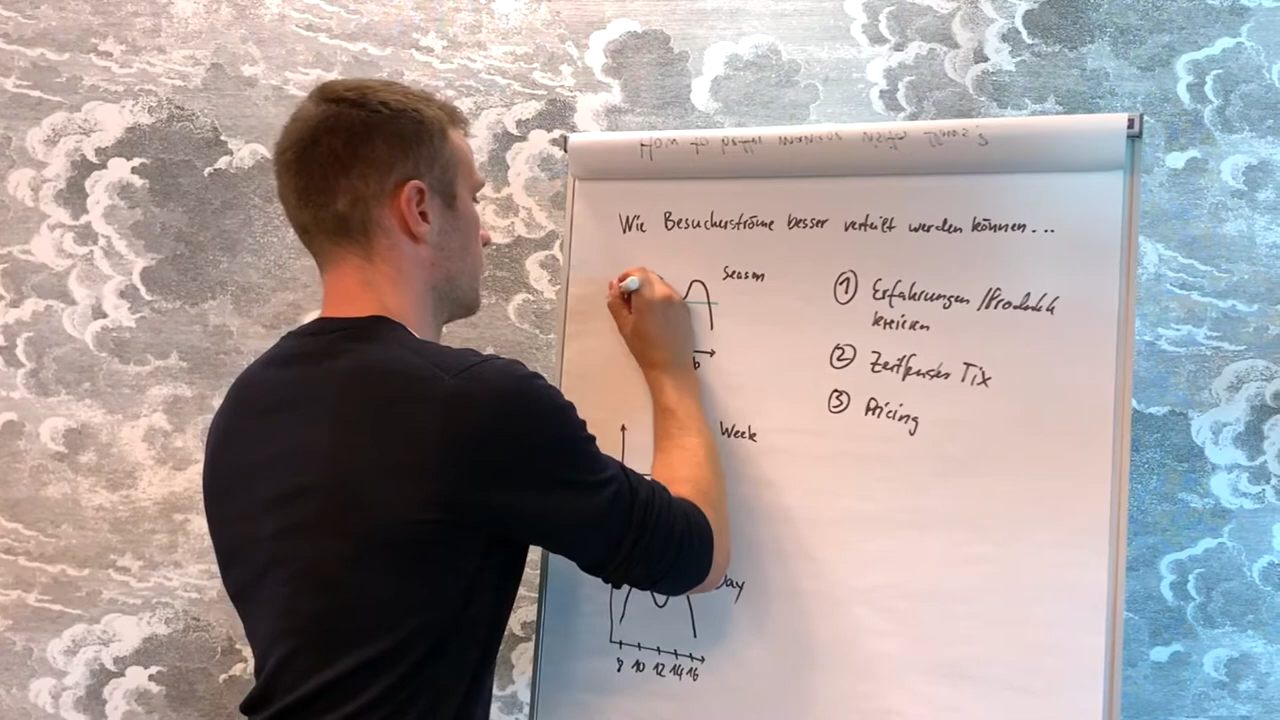 Wie Besucherströme besser verteilt werden können...
Season
① Erfahrungen / Produkte
kreieren
② Zeitfenster Tix
③ Pricing
Week
Day
8 10 12 14 16